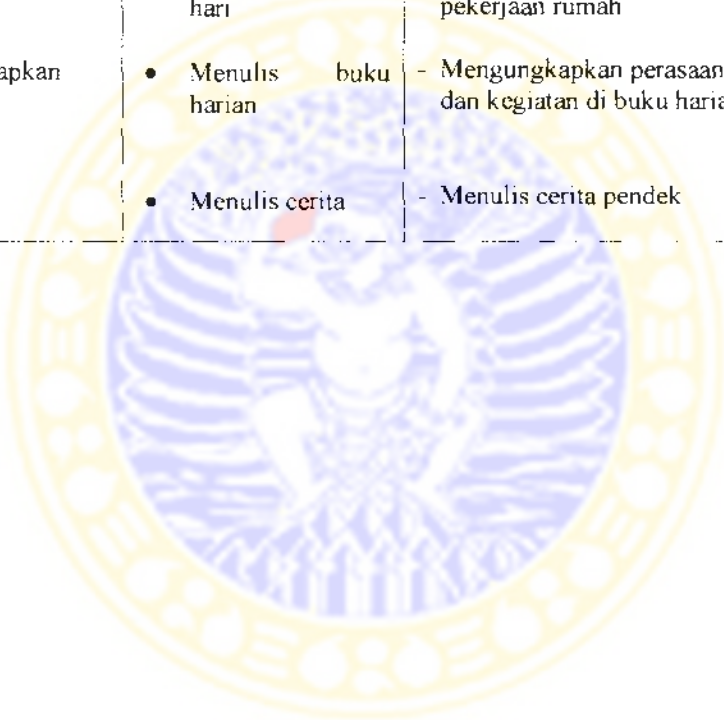 hari pekerjaan rumah
apkan • Menulis buku - Mengungkapkan perasaan
harian dan kegiatan di buku haria
• Menulis cerita - Menulis cerita pendek